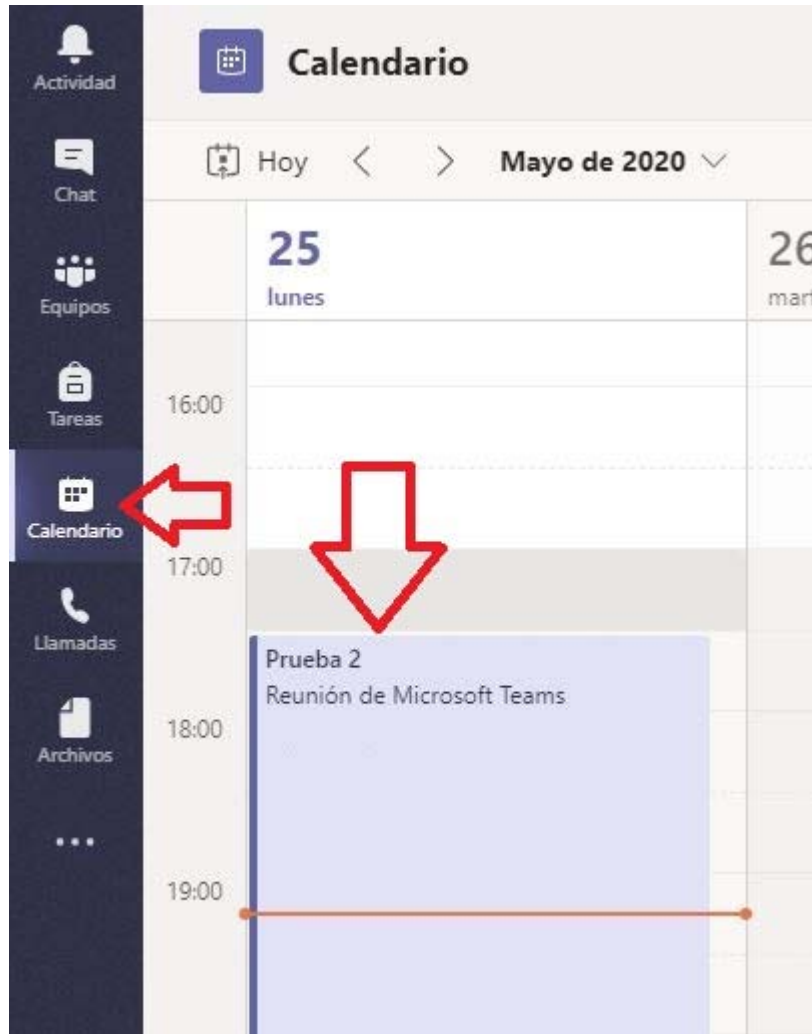 Actividad
Chat
Equipos
Tareas
Calendario
Llamadas
Archivos
Calendario
Hoy
Mayo de 2020
25
lunes
26
16:00
17:00
18:00
19:00
Prueba 2
Reunión de Microsoft Teams